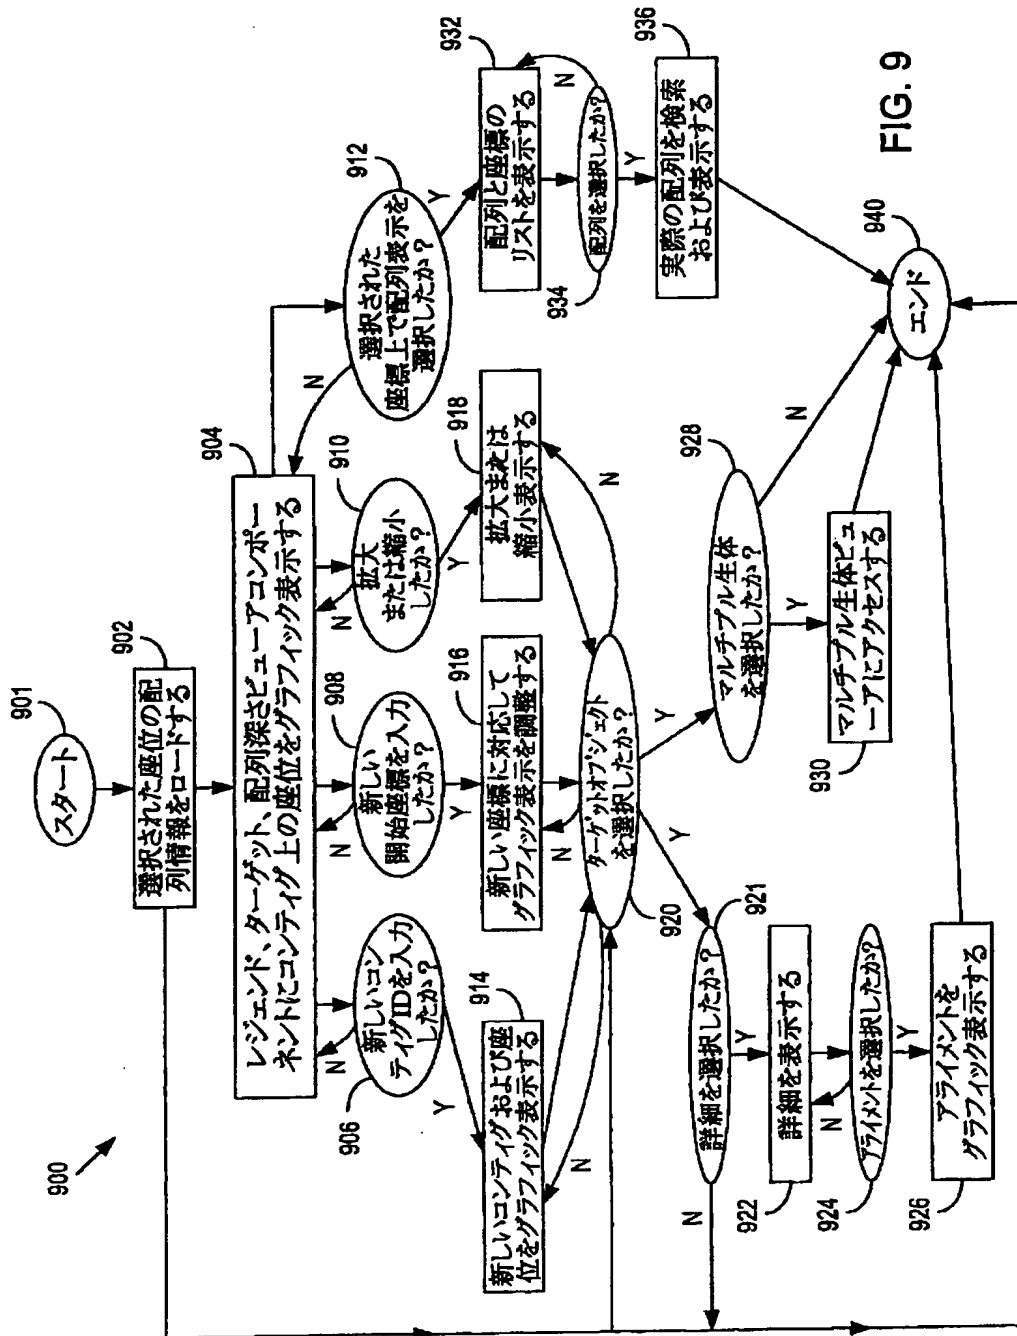 900
901
スタート
902
選択された座位の配
列情報をロードする
904
レジェンド、ターゲット、配列深さビューアコンポー
ネントにコンティグ上の座位をグラフィック表示する
906
新しいコン
ティグIDを入力
したか?
N
Y
908
新しい
開始座標を入力
したか?
N
Y
910
拡大
または縮小
したか?
N
Y
912
選択された
座標上で配列表示を
選択したか?
N
Y
914
新しいコンティグおよび座
位をグラフィック表示する
916
新しい座標に対応して
グラフィック表示を調整する
918
拡大または
縮小表示する
932
配列と座標の
リストを表示する
934
配列を選択したか?
N
Y
936
実際の配列を検索
および表示する
920
ターゲットオブジェクト
を選択したか?
N
N
N
Y
Y
921
詳細を選択したか?
N
Y
922
詳細を表示する
924
アライメントを選択したか?
N
Y
926
アライメントを
グラフィック表示する
928
マルチプル生体
を選択したか?
N
Y
930
マルチプル生体ビュ
ーアにアクセスする
940
エンド
FIG. 9